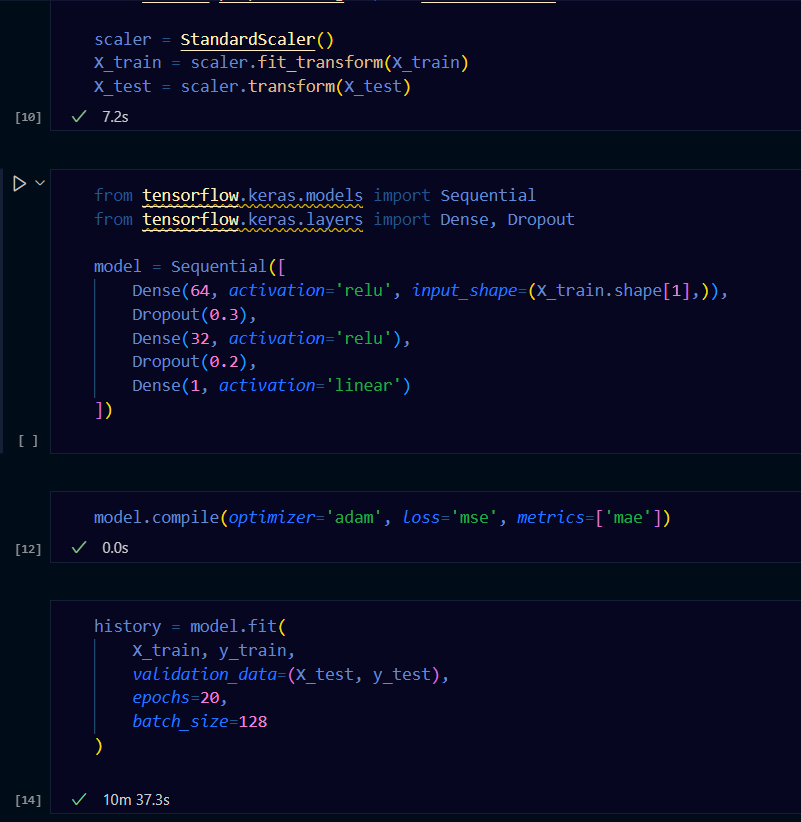 scaler = StandardScaler()
X_train = scaler.fit_transform(X_train)
X_test = scaler.transform(X_test)
[10] 7.2s
from tensorflow.keras.models import Sequential
from tensorflow.keras.layers import Dense, Dropout
model = Sequential([
Dense(64, activation='relu', input_shape=(X_train.shape[1],)),
Dropout(0.3),
Dense(32, activation='relu'),
Dropout(0.2),
Dense(1, activation='linear')
])
[ ]
model.compile(optimizer='adam', loss='mse', metrics=['mae'])
[12] 0.0s
history = model.fit(
X_train, y_train,
validation_data=(X_test, y_test),
epochs=20,
batch_size=128
)
[14] 10m 37.3s